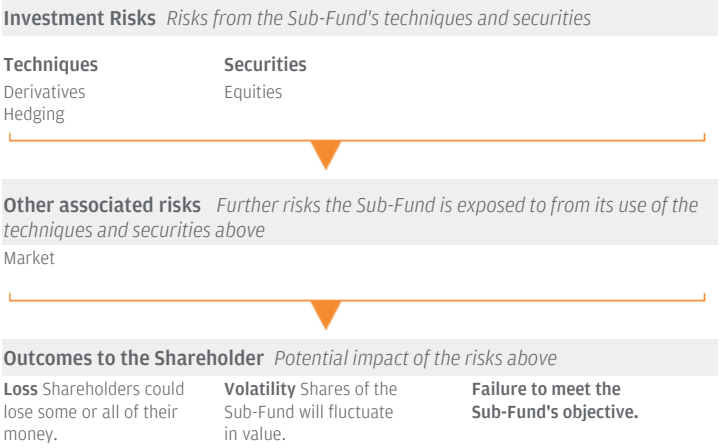 Investment Risks Risks from the Sub-Fund's techniques and securities
Techniques
Derivatives
Hedging
Securities
Equities
Other associated risks Further risks the Sub-Fund is exposed to from its use of the
techniques and securities above
Market
Outcomes to the Shareholder Potential impact of the risks above
Loss Shareholders could
lose some or all of their
money.
Volatility Shares of the
Sub-Fund will fluctuate
in value.
Failure to meet the
Sub-Fund's objective.